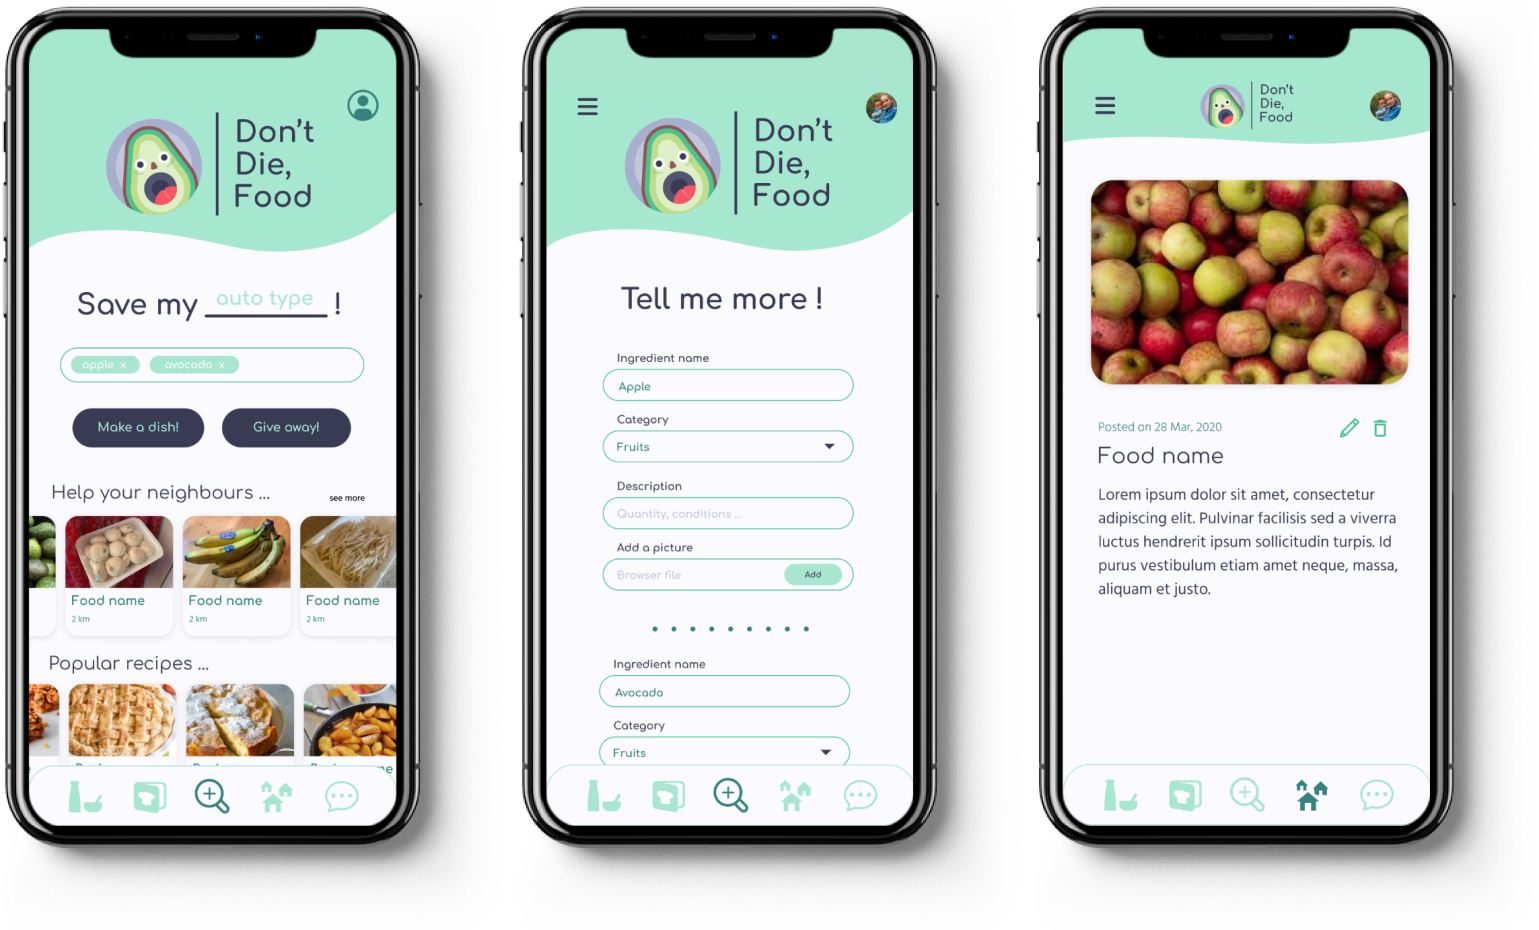 Don't
Die,
Food
Save my auto type !
apple x avocado x
Make a dish! Give away!
Help your neighbours ... see more
Food name Food name Food name
2 km 2 km 2 km
Popular recipes ...
Don't
Die,
Food
Tell me more !
Ingredient name
Apple
Category
Fruits
Description
Quantity, conditions ...
Add a picture
Browser file Add
Ingredient name
Avocado
Category
Fruits
Don't
Die,
Food
Posted on 28 Mar, 2020
Food name
Lorem ipsum dolor sit amet, consectetur
adipiscing elit. Pulvinar facilisis sed a viverra
luctus hendrerit ipsum sollicitudin turpis. Id
purus vestibulum etiam amet neque, massa,
aliquam et justo.